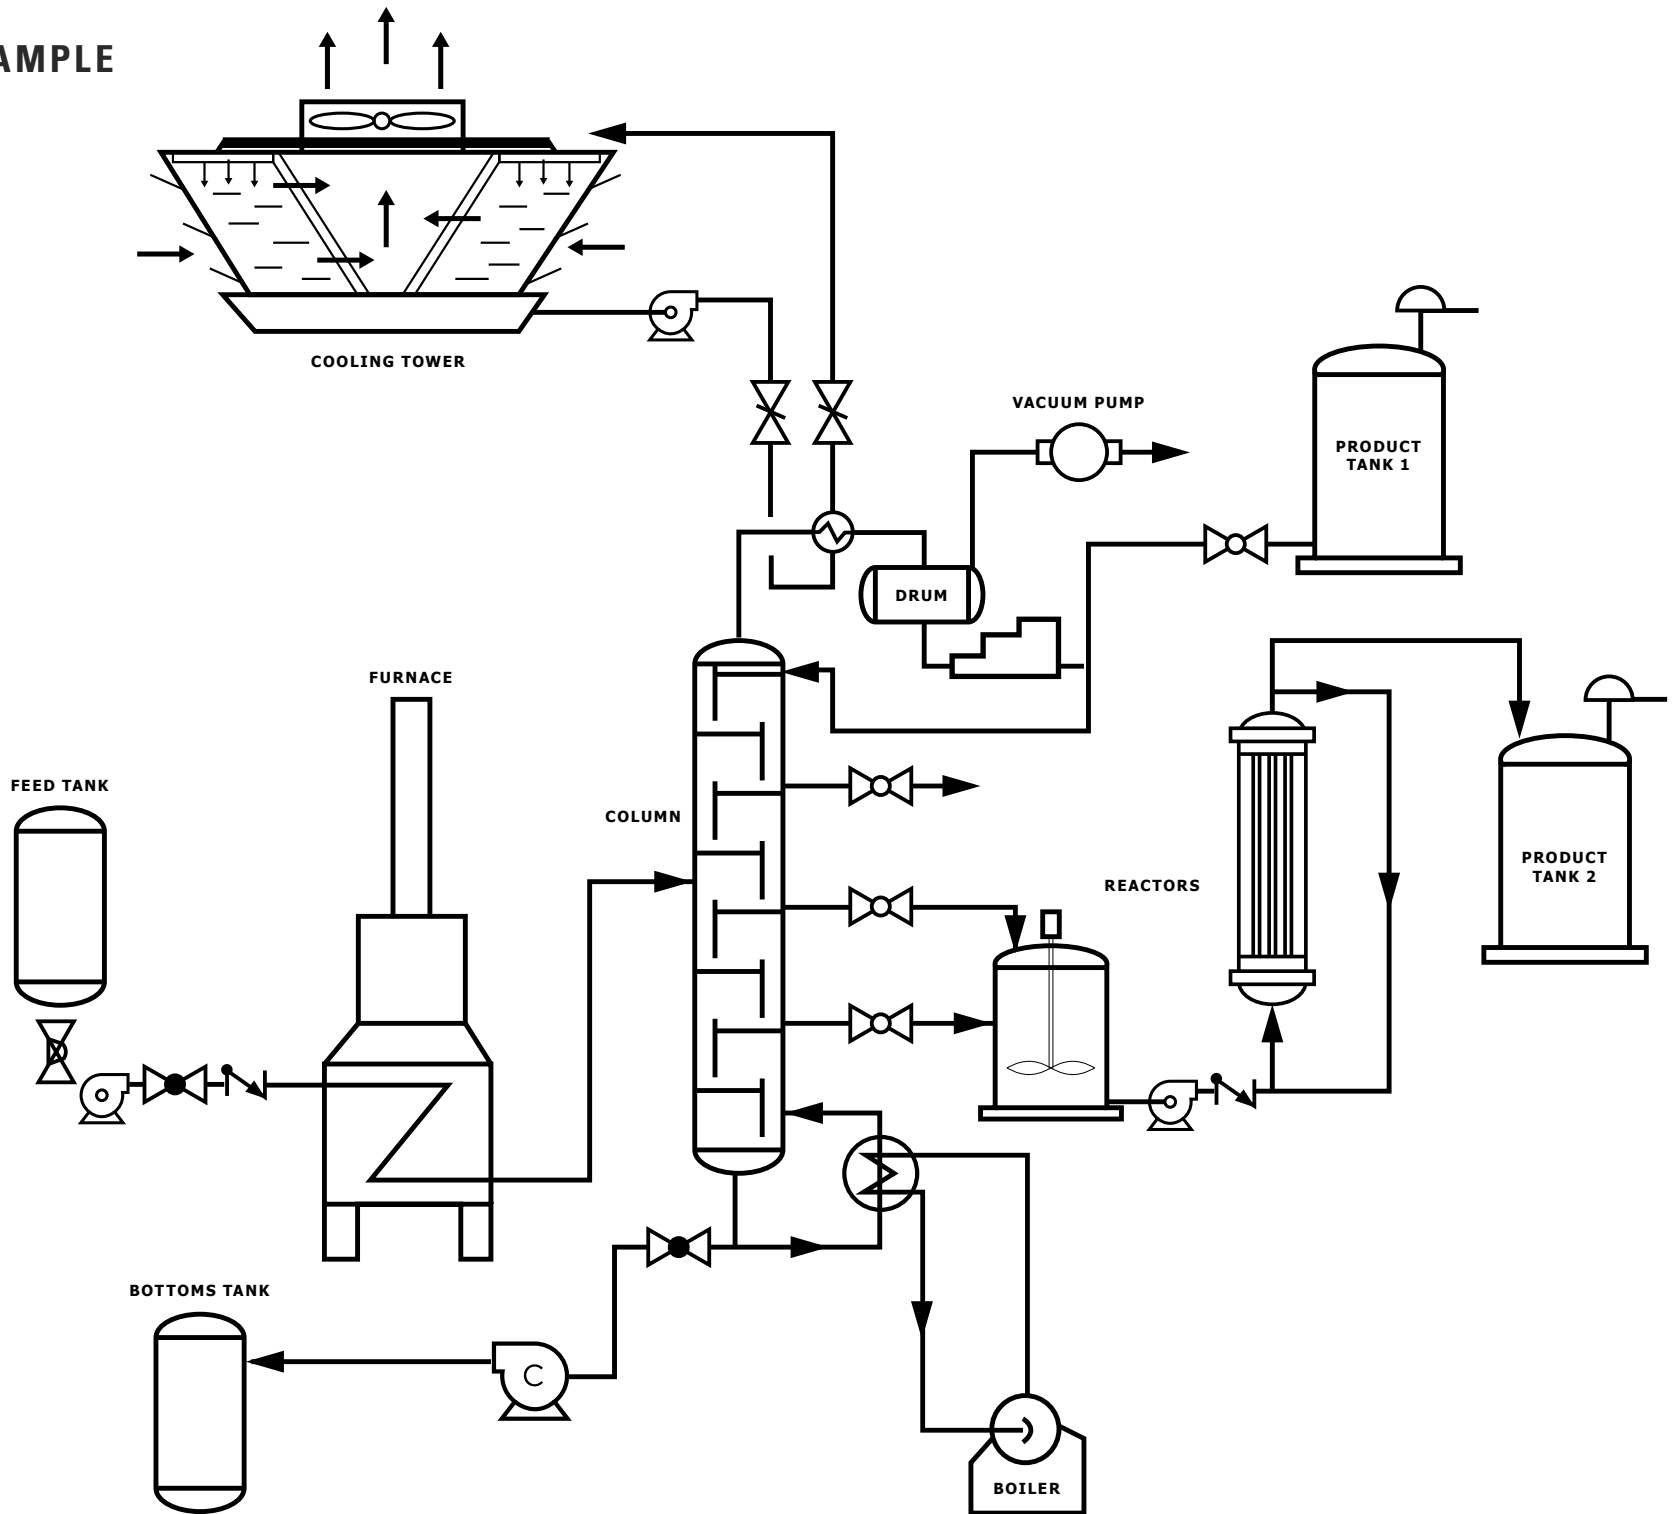 AMPLE
COOLING TOWER
VACUUM PUMP
PRODUCT
TANK 1
DRUM
FURNACE
FEED TANK
COLUMN
REACTORS
PRODUCT
TANK 2
BOTTOMS TANK
C
BOILER